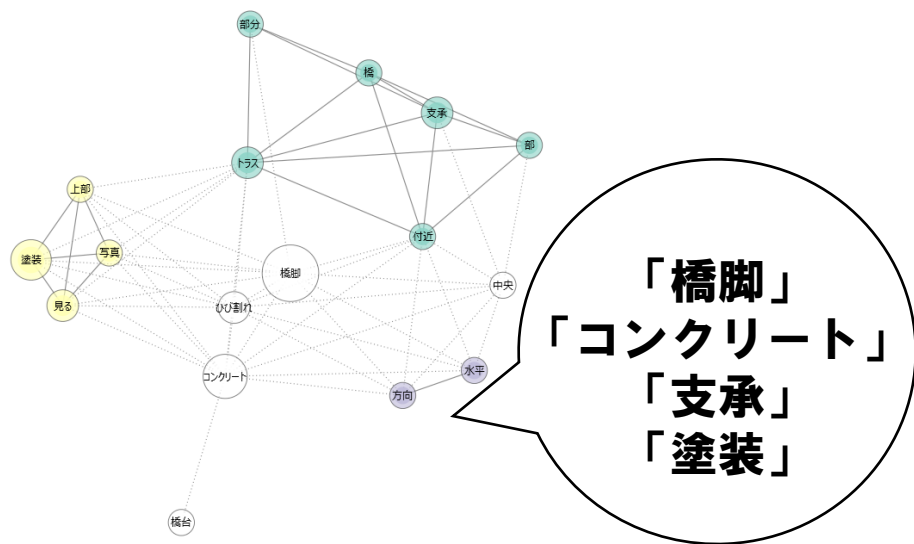 部分
橋
支承
部
トラス
上部
付近
塗装
写真
橋脚
中央
見る
ひび割れ
コンクリート
水平
方向
橋台
「橋脚」
「コンクリート」
「支承」
「塗装」